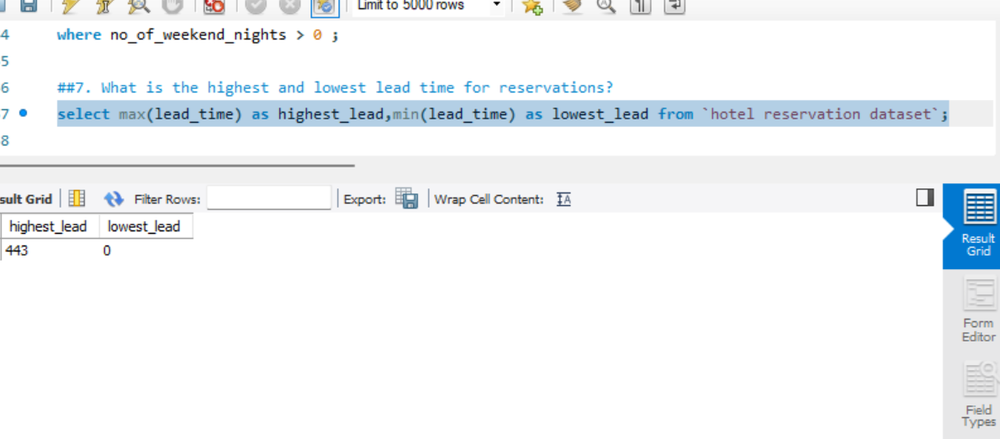 Limit to 5000 rows
4 where no_of_weekend_nights > 0 ;
5
6 ##7. What is the highest and lowest lead time for reservations?
7 select max(lead_time) as highest_lead,min(lead_time) as lowest_lead from `hotel reservation dataset`;
8
sult Grid Filter Rows: Export: Wrap Cell Content: IA
highest_lead lowest_lead
443 0
Result
Grid
Form
Editor
Field
Types